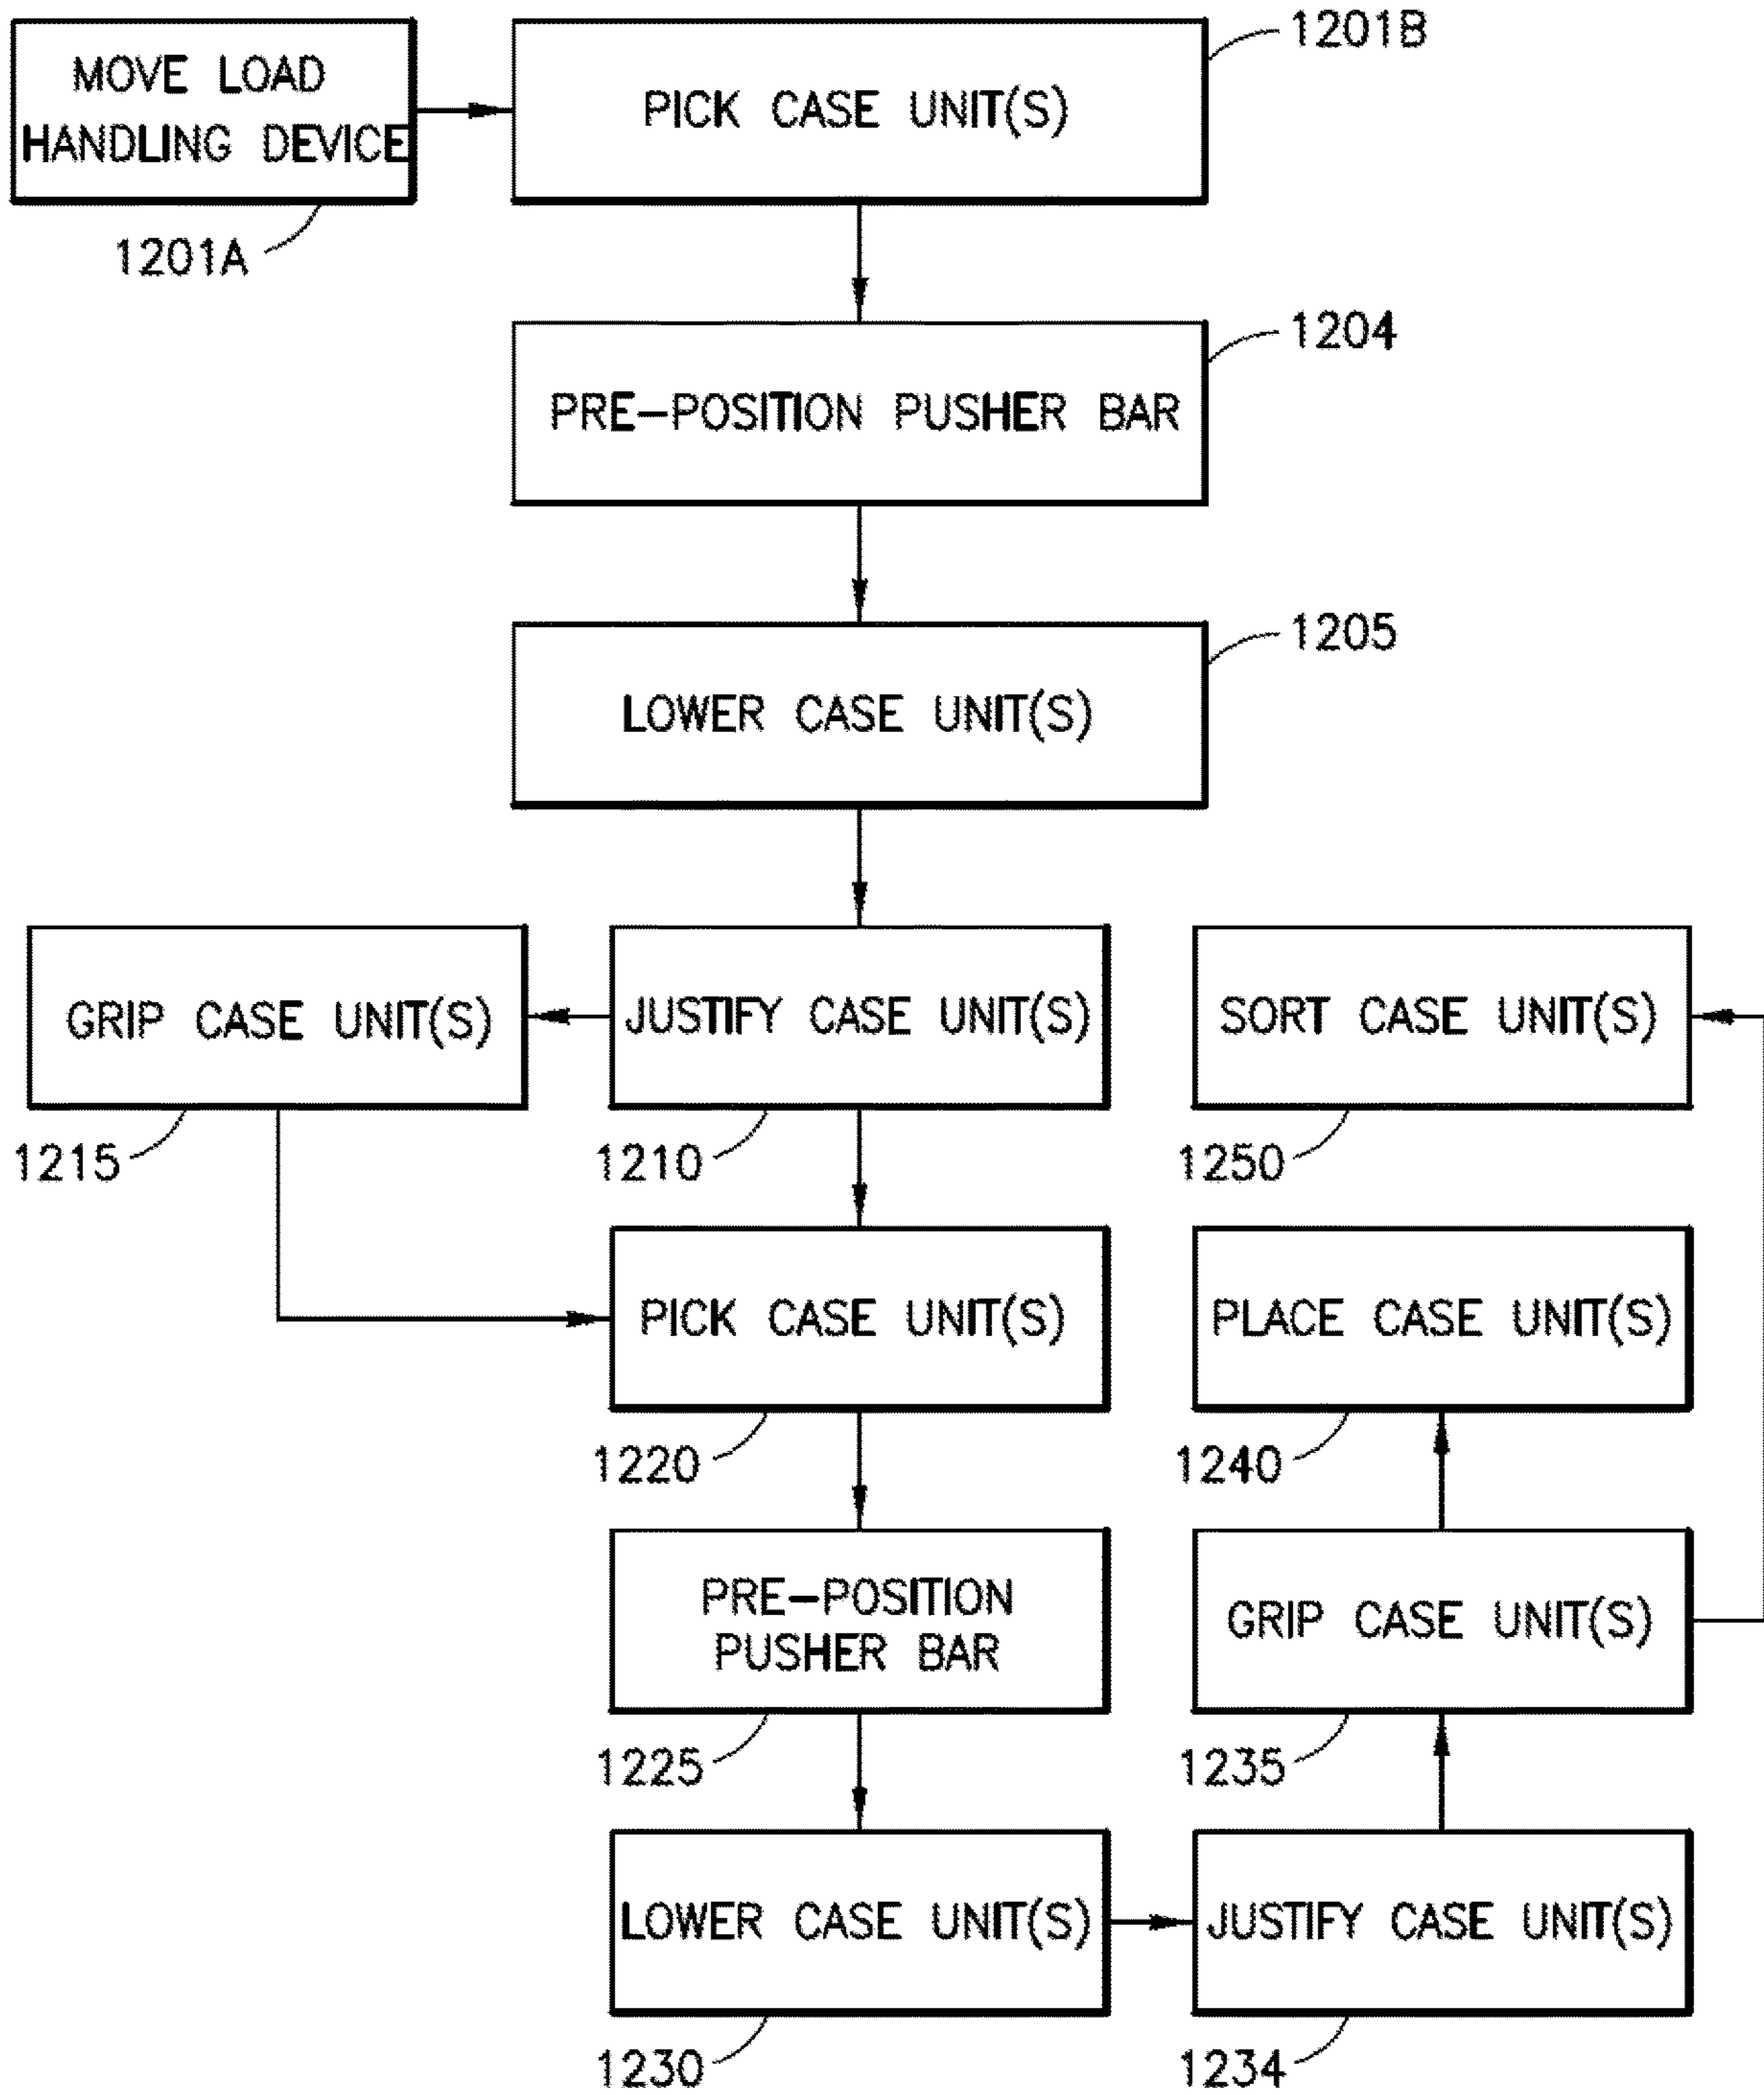 MOVE LOAD
HANDLING DEVICE
1201A
PICK CASE UNIT(S)
1201B
PRE-POSITION PUSHER BAR
1204
LOWER CASE UNIT(S)
1205
GRIP CASE UNIT(S)
1215
JUSTIFY CASE UNIT(S)
1210
SORT CASE UNIT(S)
1250
PICK CASE UNIT(S)
1220
PLACE CASE UNIT(S)
1240
PRE-POSITION
PUSHER BAR
1225
GRIP CASE UNIT(S)
1235
LOWER CASE UNIT(S)
1230
JUSTIFY CASE UNIT(S)
1234